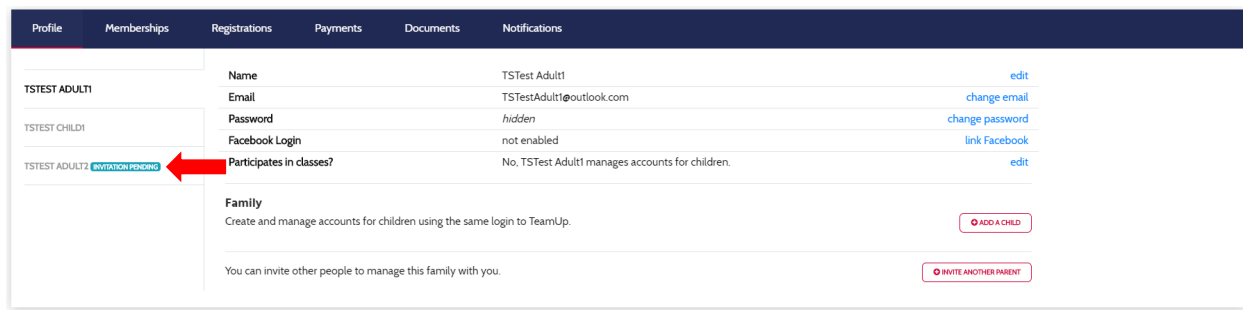 Profile Memberships Registrations Payments Documents Notifications
TSTEST ADULT1
TSTEST CHILD1
TSTEST ADULT2 INVITATION PENDING
Name TSTest Adult1 edit
Email TSTestAdult1@outlook.com change email
Password hidden change password
Facebook Login not enabled link Facebook
Participates in classes? No, TSTest Adult1 manages accounts for children. edit
Family
Create and manage accounts for children using the same login to TeamUp.
ADD A CHILD
You can invite other people to manage this family with you.
INVITE ANOTHER PARENT